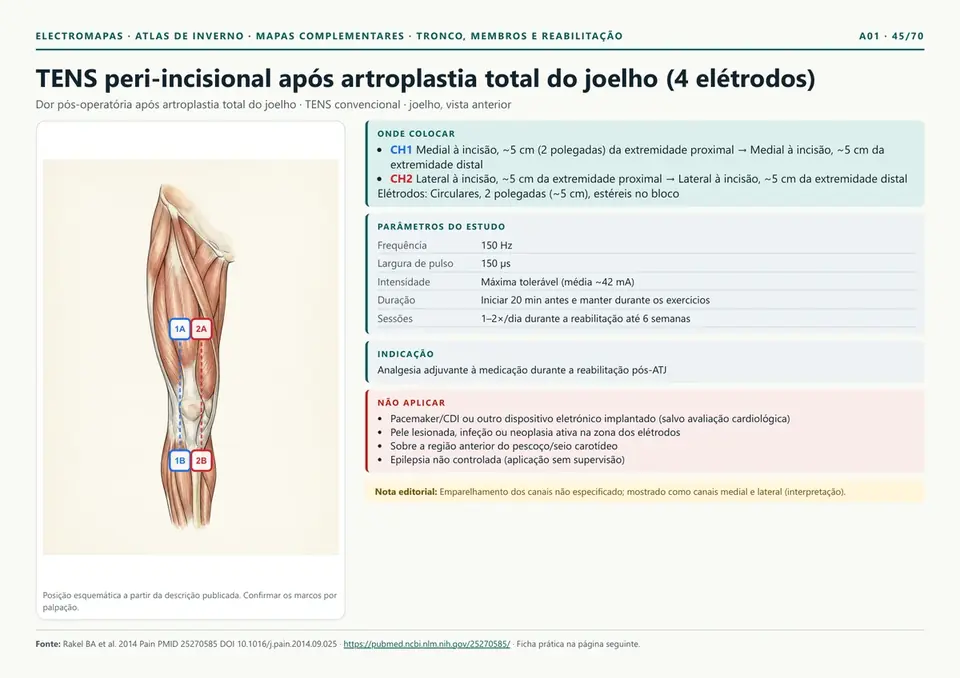 ELECTROMAPAS · ATLAS DE INVERNO · MAPAS COMPLEMENTARES · TRONCO, MEMBROS E REABILITAÇÃO
A01 · 45/70
TENS peri-incisional após artroplastia total do joelho (4 elétrodos)
Dor pós-operatória após artroplastia total do joelho · TENS convencional · joelho, vista anterior
1A
2A
1B
2B
Posição esquemática a partir da descrição publicada. Confirmar os marcos por
palpação.
ONDE COLOCAR
• CH1 Medial à incisão, ~5 cm (2 polegadas) da extremidade proximal → Medial à incisão, ~5 cm da
extremidade distal
• CH2 Lateral à incisão, ~5 cm da extremidade proximal → Lateral à incisão, ~5 cm da extremidade distal
Elétrodos: Circulares, 2 polegadas (~5 cm), estéreis no bloco
PARÂMETROS DO ESTUDO
Frequência 150 Hz
Largura de pulso 150 µs
Intensidade Máxima tolerável (média ~42 mA)
Duração Iniciar 20 min antes e manter durante os exercicios
Sessões 1–2×/dia durante a reabilitação até 6 semanas
INDICAÇÃO
Analgesia adjuvante à medicação durante a reabilitação pós-ATJ
NÃO APLICAR
• Pacemaker/CDI ou outro dispositivo eletrónico implantado (salvo avaliação cardiológica)
• Pele lesionada, infeção ou neoplasia ativa na zona dos elétrodos
• Sobre a região anterior do pescoço/seio carotídeo
• Epilepsia não controlada (aplicação sem supervisão)
Nota editorial: Emparelhamento dos canais não especificado; mostrado como canais medial e lateral (interpretação).
Fonte: Rakel BA et al. 2014 Pain PMID 25270585 DOI 10.1016/j.pain.2014.09.025 · https://pubmed.ncbi.nlm.nih.gov/25270585/ · Ficha prática na página seguinte.